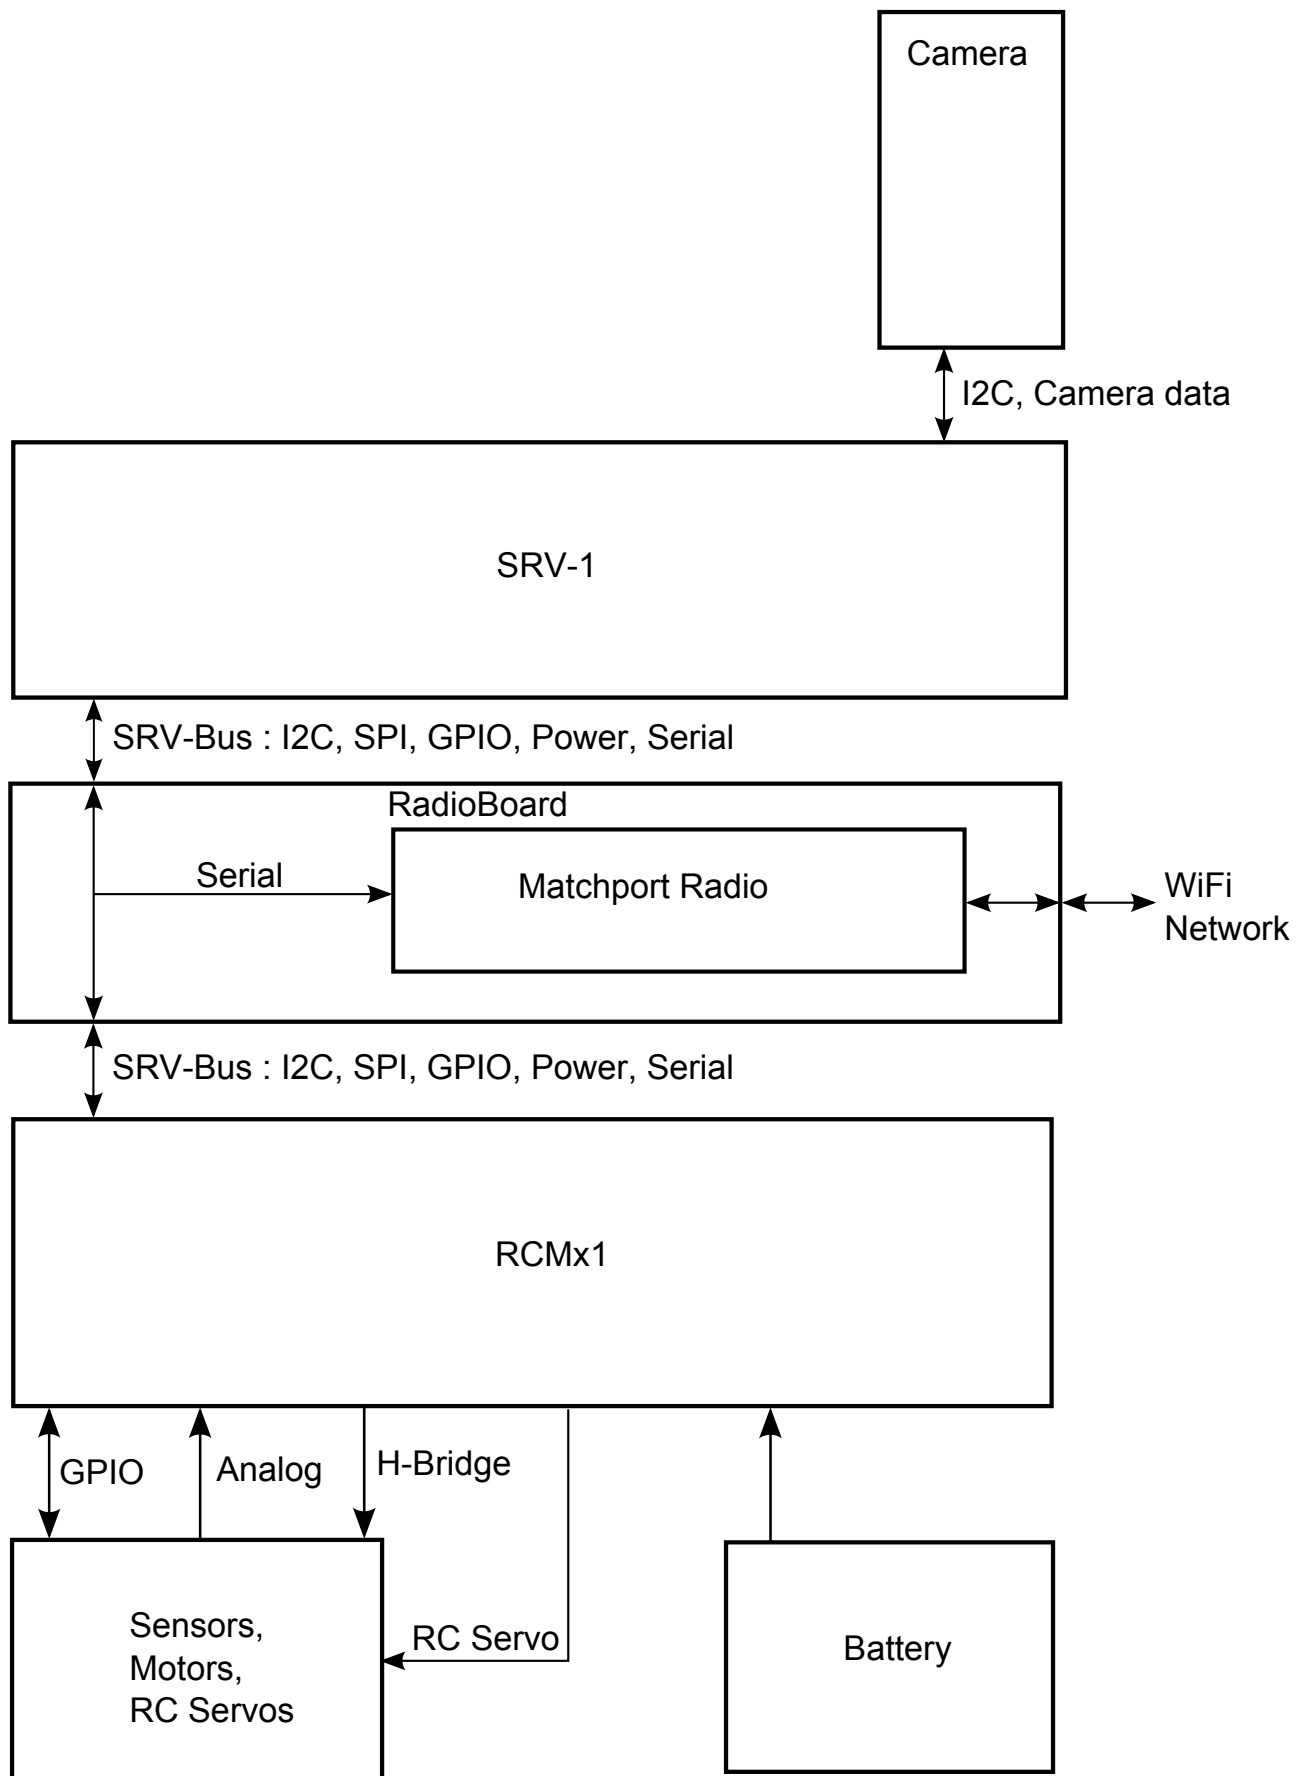 Camera
I2C, Camera data
SRV-1
SRV-Bus : I2C, SPI, GPIO, Power, Serial
RadioBoard
Serial
Matchport Radio
WiFi
Network
SRV-Bus : I2C, SPI, GPIO, Power, Serial
RCMx1
GPIO
Analog
H-Bridge
Sensors,
Motors,
RC Servos
RC Servo
Battery